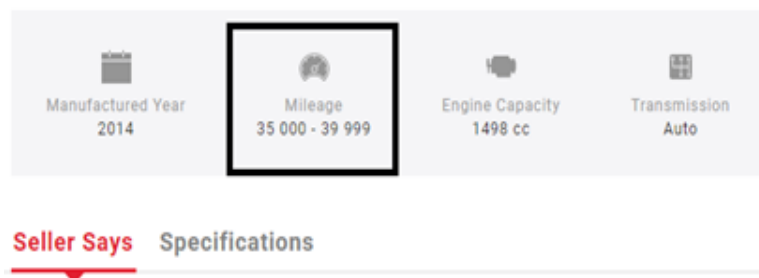 Manufactured Year Mileage Engine Capacity Transmission
2014 35 000 - 39 999 1498 cc Auto
Seller Says Specifications